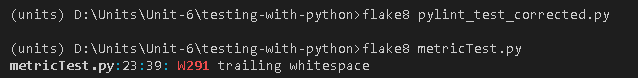 (units) D:\Units\Unit-6\testing-with-python>flake8 pylint_test_corrected.py
(units) D:\Units\Unit-6\testing-with-python>flake8 metricTest.py
metricTest.py:23:39: W291 trailing whitespace